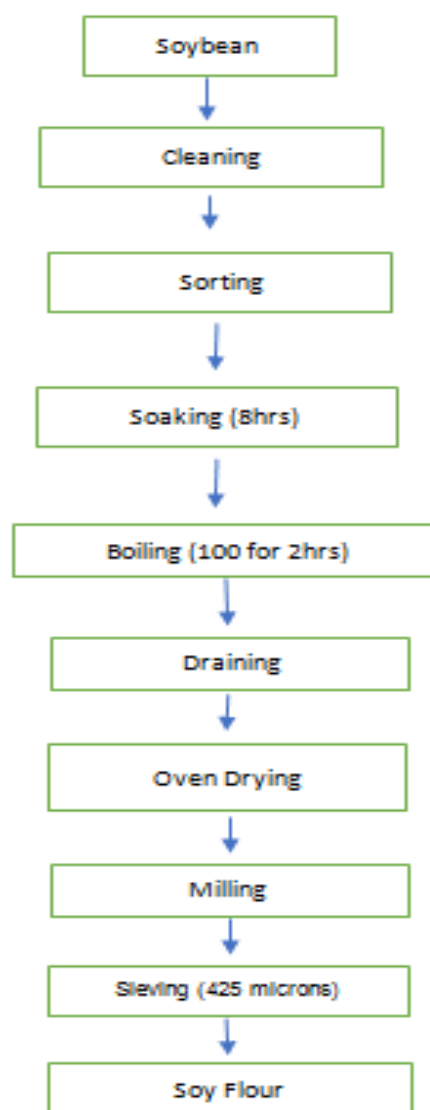 Soybean
Cleaning
Sorting
Soaking (8hrs)
Boiling (100 for 2hrs)
Draining
Oven Drying
Milling
Sieving (425 microns)
Soy Flour